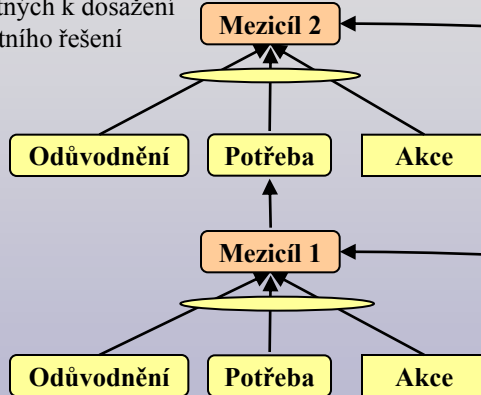 k dosažení
řešení
Mezicíl 2
Odůvodnění Potřeba Akce
Mezicíl 1
Odůvodnění Potřeba Akce